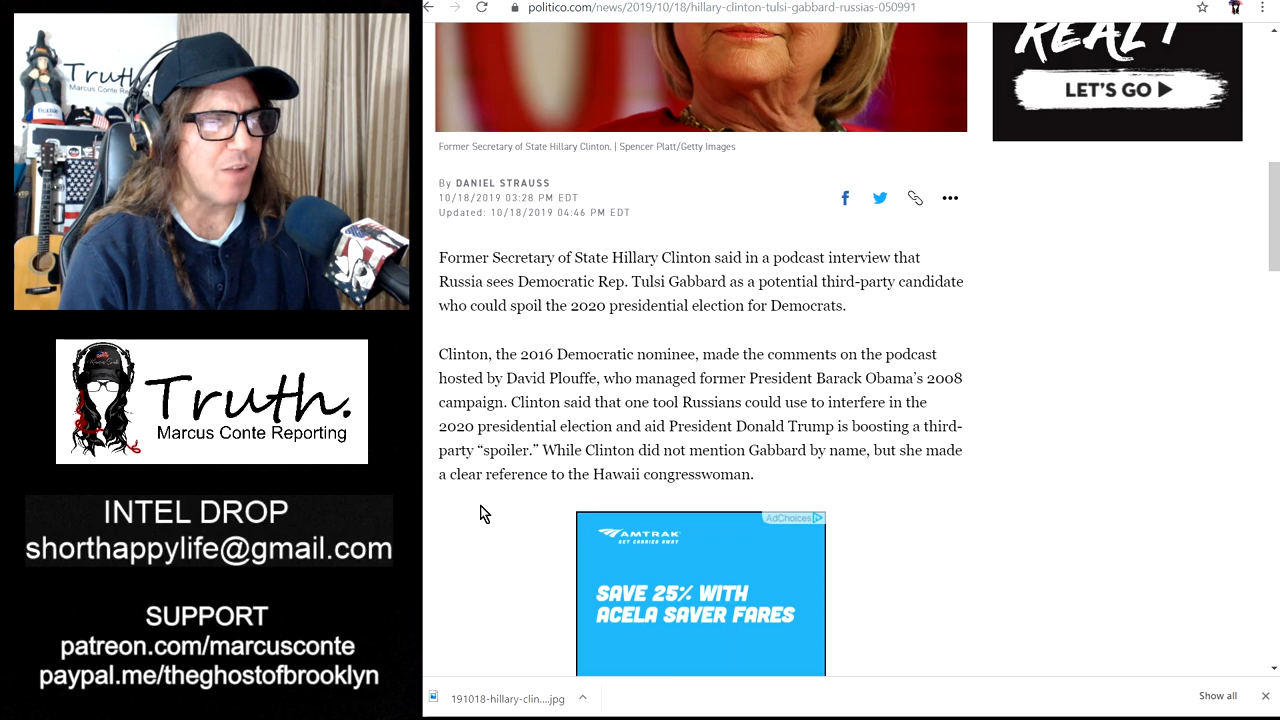 politico.com/news/2019/10/18/hillary-clinton-tulsi-gabbard-russias-050991
Truth.
Marcus Conte Re
LET'S GO
Former Secretary of State Hillary Clinton. | Spencer Platt/Getty Images
By DANIEL STRAUSS
10/18/2019 03:28 PM EDT
Updated: 10/18/2019 04:46 PM EDT
Former Secretary of State Hillary Clinton said in a podcast interview that
Russia sees Democratic Rep. Tulsi Gabbard as a potential third-party candidate
who could spoil the 2020 presidential election for Democrats.
Clinton, the 2016 Democratic nominee, made the comments on the podcast
hosted by David Plouffe, who managed former President Barack Obama's 2008
campaign. Clinton said that one tool Russians could use to interfere in the
2020 presidential election and aid President Donald Trump is boosting a third-
party “spoiler.” While Clinton did not mention Gabbard by name, but she made
a clear reference to the Hawaii congresswoman.
AdChoices
AMTRAK
GET CARRIED AWAY
SAVE 25% WITH
ACELA SAVER FARES
191018-hillary-clin....jpg
Show all
Truth.
Marcus Conte Reporting
INTEL DROP
shorthappylife@gmail.com
SUPPORT
patreon.com/marcusconte
paypal.me/theghostofbrooklyn